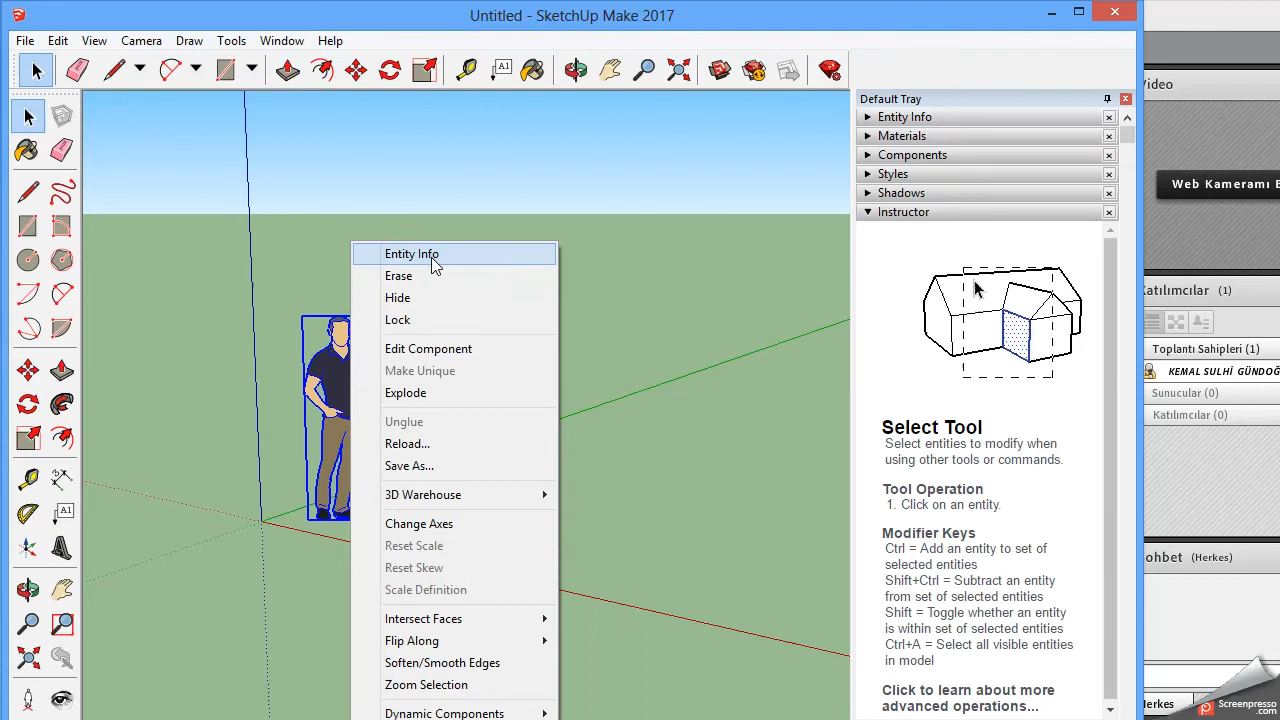 Untitled - SketchUp Make 2017
File Edit View Camera Draw Tools Window Help
A1
Default Tray
Entity Info
Materials
Components
Styles
Shadows
Instructor
Entity Info
Erase
Hide
Lock
Edit Component
Make Unique
Explode
Unglue
Reload...
Save As...
3D Warehouse
Change Axes
Reset Scale
Reset Skew
Scale Definition
Intersect Faces
Flip Along
Soften/Smooth Edges
Zoom Selection
Dynamic Components
A1
Select Tool
Select entities to modify when
using other tools or commands.
Tool Operation
1. Click on an entity.
Modifier Keys
Ctrl = Add an entity to set of
selected entities
Shift+Ctrl = Subtract an entity
from set of selected entities
Shift = Toggle whether an entity
is within set of selected entities
Ctrl+A = Select all visible entities
in model
Click to learn about more
advanced operations...
Video
Web Kameramı
Katılımcılar (1)
Toplantı Sahipleri (1)
KEMAL SULHİ GÜNDOĞ
Sunucular (0)
Katılımcılar (0)
ohbet (Herkes)
Herkes
Screenpresso
.com